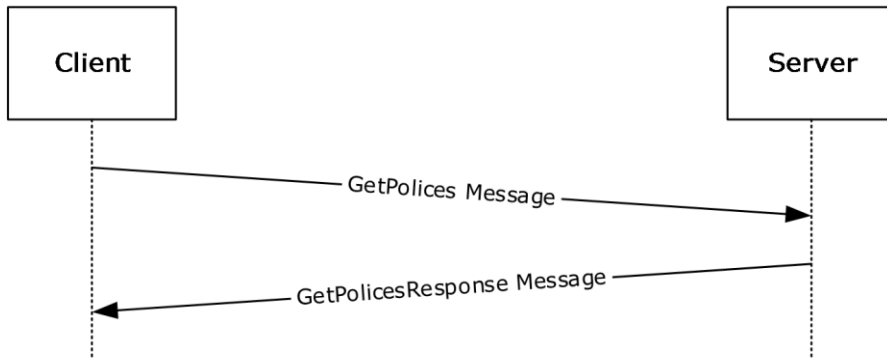 Client
Server
GetPolices Message
GetPolicesResponse Message